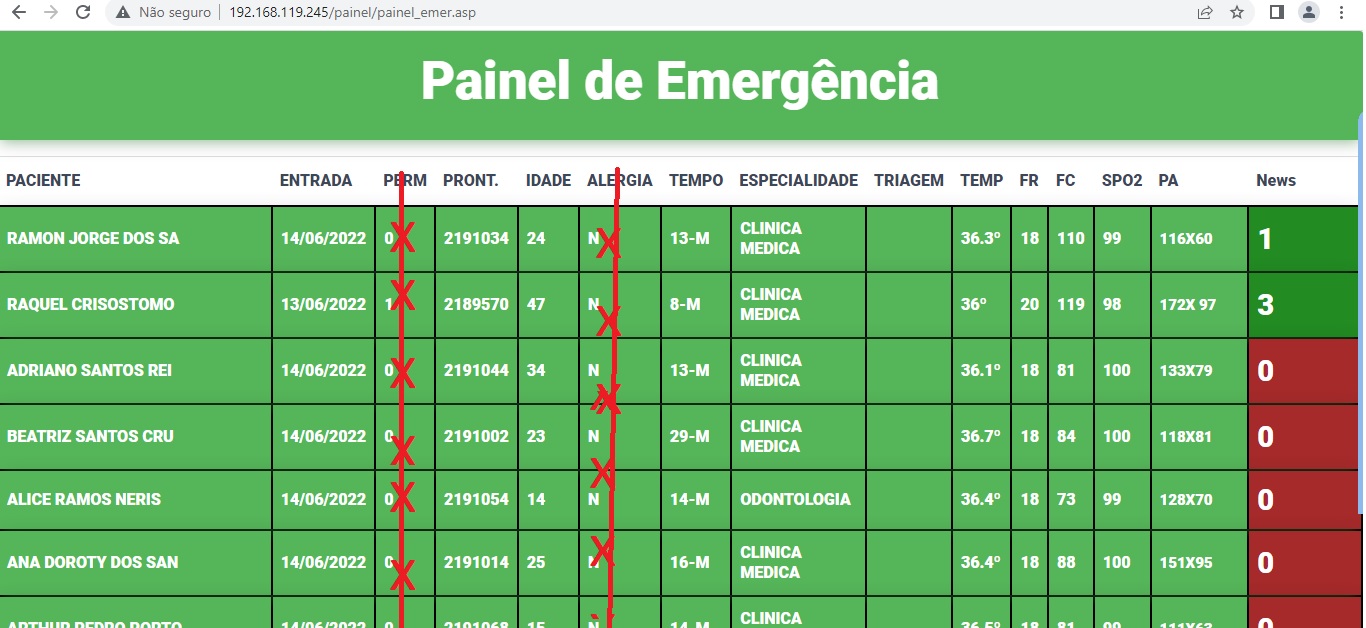 Não seguro
192.168.119.245/painel/painel_emer.asp
Painel de Emergência
PACIENTE ENTRADA PERM PRONT. IDADE ALERGIA TEMPO ESPECIALIDADE TRIAGEM TEMP FR FC SPO2 PA News
RAMON JORGE DOS SA 14/06/2022 0 2191034 24 N 13-M CLINICA MEDICA 36.3º 18 110 99 116X60 1
RAQUEL CRISOSTOMO 13/06/2022 1 2189570 47 N 8-M CLINICA MEDICA 36º 20 119 98 172X 97 3
ADRIANO SANTOS REI 14/06/2022 0 2191044 34 N 13-M CLINICA MEDICA 36.1º 18 81 100 133X79 0
BEATRIZ SANTOS CRU 14/06/2022 0 2191002 23 N 29-M CLINICA MEDICA 36.7º 18 84 100 118X81 0
ALICE RAMOS NERIS 14/06/2022 0 2191054 14 N 14-M ODONTOLOGIA 36.4º 18 73 99 128X70 0
ANA DOROTY DOS SAN 14/06/2022 0 2191014 25 N 16-M CLINICA MEDICA 36.4º 18 88 100 151X95 0
ARTHUR PEDRO PORTO 14/06/2022 0 2191068 15 N 14-M CLINICA 36.5º 18 81 99 111X63 0